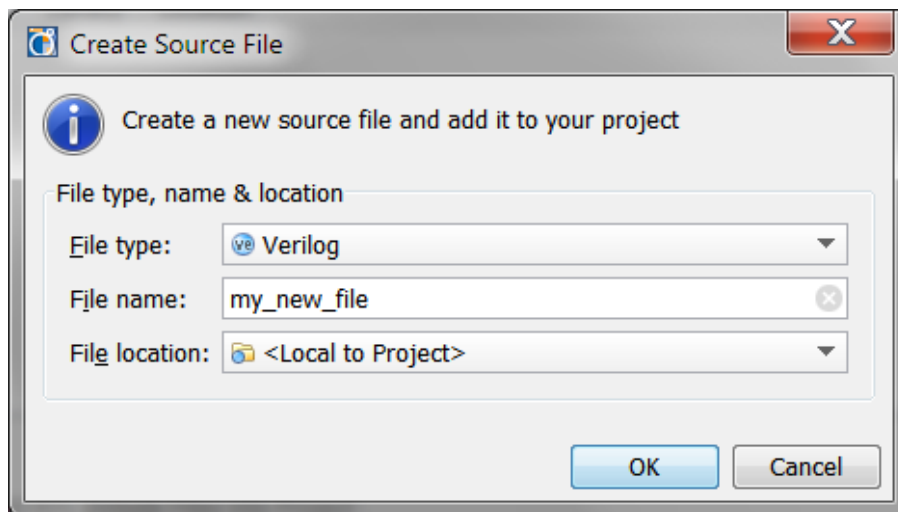 Create Source File
Create a new source file and add it to your project
File type, name & location
File type: Verilog
File name: my_new_file
File location: <Local to Project>
OK Cancel